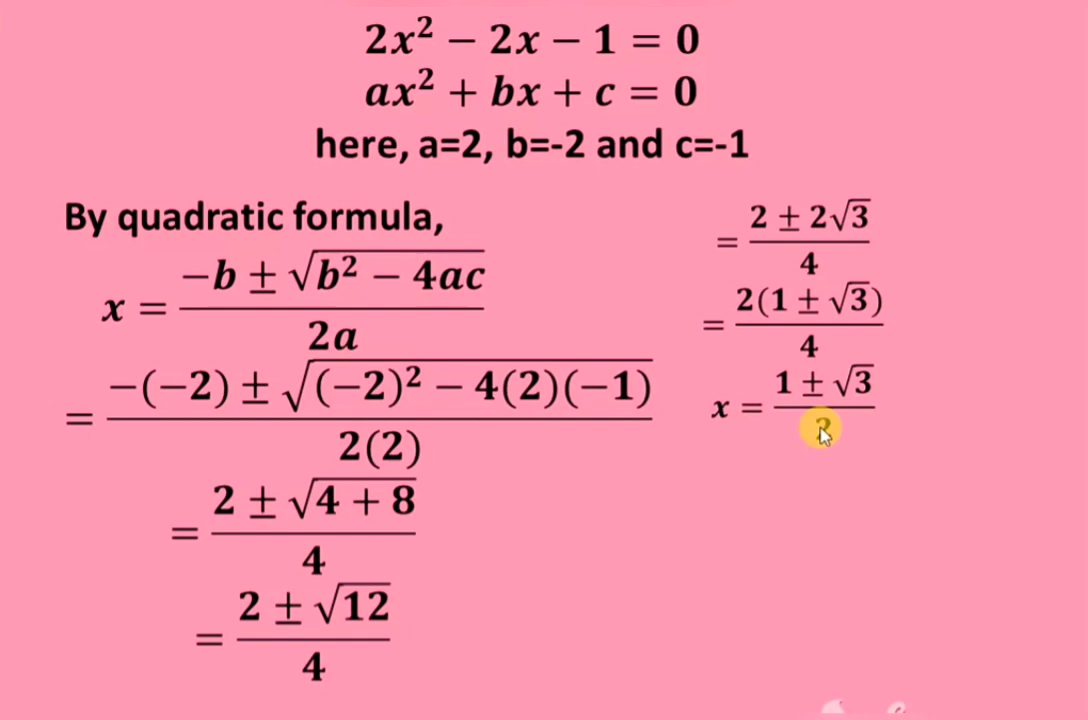 2x² − 2x − 1 = 0
ax² + bx + c = 0
here, a=2, b=-2 and c=-1
By quadratic formula,
x = (−b ± √(b² − 4ac)) / 2a
= (−(−2) ± √((−2)² − 4(2)(−1))) / 2(2)
= (2 ± √(4 + 8)) / 4
= (2 ± √12) / 4
= (2 ± 2√3) / 4
= 2(1 ± √3) / 4
x = (1 ± √3) / 2